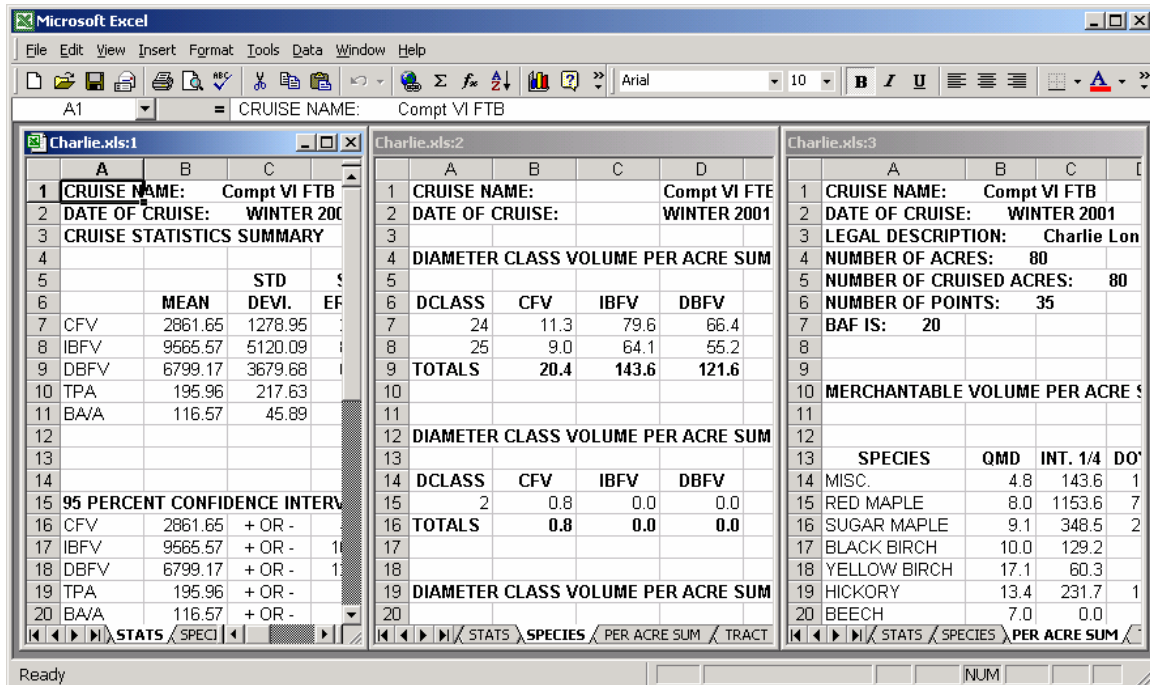 Microsoft Excel
File Edit View Insert Format Tools Data Window Help
Arial 10 B I U A
A1 = CRUISE NAME: Compt VI FTB
Charlie.xls:1
A B C
1 CRUISE NAME: Compt VI FTB
2 DATE OF CRUISE: WINTER 200
3 CRUISE STATISTICS SUMMARY
4
5 STD
6 MEAN DEVI. ER
7 CFV 2861.65 1278.95
8 IBFV 9565.57 5120.09
9 DBFV 6799.17 3679.68
10 TPA 195.96 217.63
11 BA/A 116.57 45.89
12
13
14
15 95 PERCENT CONFIDENCE INTERV
16 CFV 2861.65 + OR -
17 IBFV 9565.57 + OR -
18 DBFV 6799.17 + OR -
19 TPA 195.96 + OR -
20 BA/A 116.57 + OR -
STATS SPECI
Charlie.xls:2
A B C D
1 CRUISE NAME: Compt VI FTB
2 DATE OF CRUISE: WINTER 2001
3
4 DIAMETER CLASS VOLUME PER ACRE SUM
5
6 DCLASS CFV IBFV DBFV
7 24 11.3 79.6 66.4
8 25 9.0 64.1 55.2
9 TOTALS 20.4 143.6 121.6
10
11
12 DIAMETER CLASS VOLUME PER ACRE SUM
13
14 DCLASS CFV IBFV DBFV
15 2 0.8 0.0 0.0
16 TOTALS 0.8 0.0 0.0
17
18
19 DIAMETER CLASS VOLUME PER ACRE SUM
20
STATS SPECIES PER ACRE SUM TRACT
Charlie.xls:3
A B C
1 CRUISE NAME: Compt VI FTB
2 DATE OF CRUISE: WINTER 2001
3 LEGAL DESCRIPTION: Charlie Lon
4 NUMBER OF ACRES: 80
5 NUMBER OF CRUISED ACRES: 80
6 NUMBER OF POINTS: 35
7 BAF IS: 20
8
9
10 MERCHANTABLE VOLUME PER ACRE S
11
12
13 SPECIES QMD INT. 1/4 DO
14 MISC. 4.8 143.6 1
15 RED MAPLE 8.0 1153.6 7
16 SUGAR MAPLE 9.1 348.5 2
17 BLACK BIRCH 10.0 129.2
18 YELLOW BIRCH 17.1 60.3
19 HICKORY 13.4 231.7 1
20 BEECH 7.0 0.0
STATS SPECIES PER ACRE SUM
Ready NUM